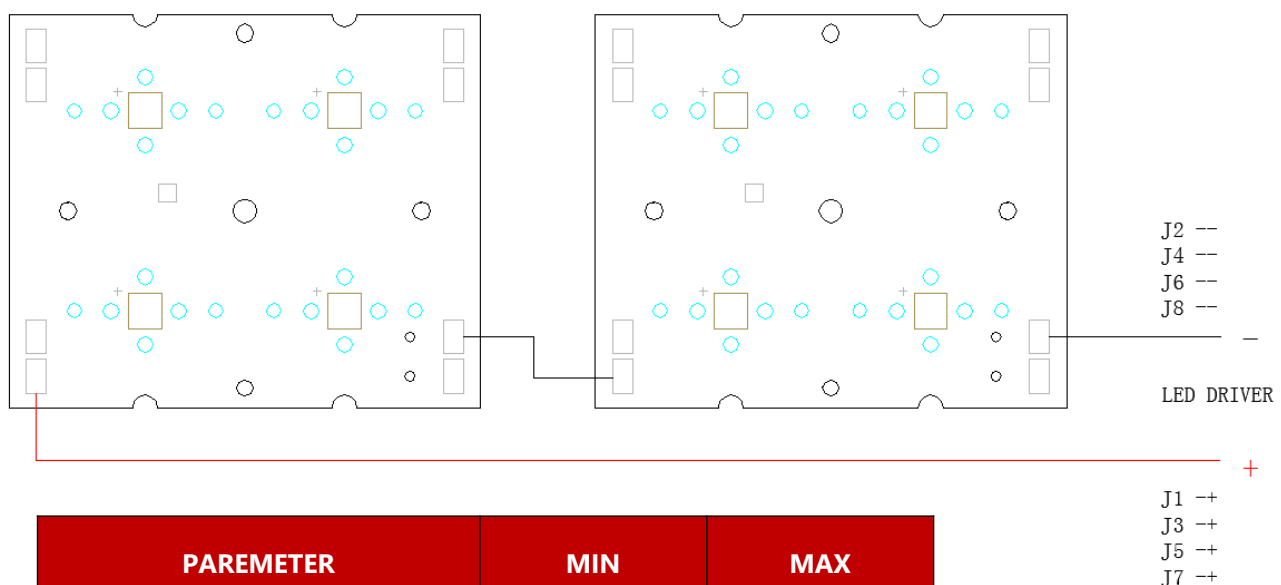 J2 --
J4 --
J6 --
J8 --
−
LED DRIVER
+
J1 -+
J3 -+
J5 -+
J7 -+
PAREMETER MIN MAX